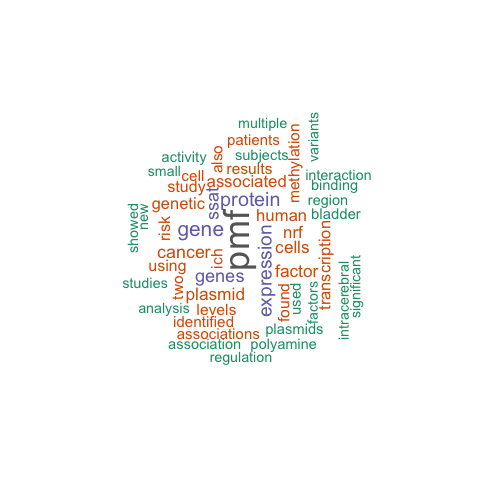 multiple
variants
patients
methylation
also
activity
subjects
results
small
cell
interaction
study
associated
binding
ssat
protein
region
genetic
human
bladder
showed
new
risk
gene
pmf
expression
nrf
transcription
cancer
ich
cells
using
genes
factor
studies
two
plasmid
found
used
factors
intracerebral
significant
analysis
levels
identified
plasmids
associations
association
polyamine
regulation